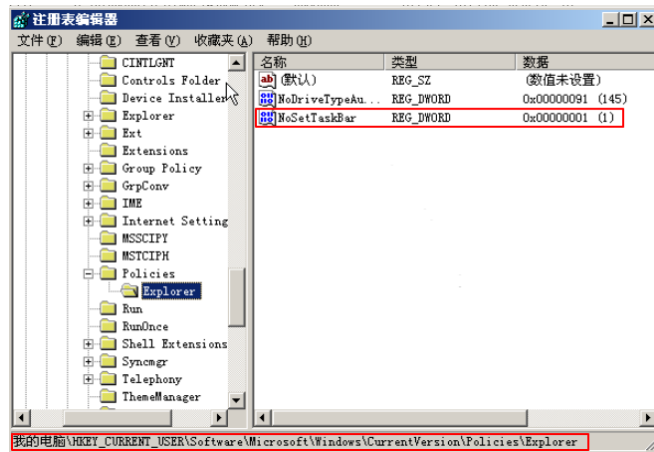 注册表编辑器
文件(F) 编辑(E) 查看(V) 收藏夹(A) 帮助(H)
CINTLGNT
Controls Folder
Device Installer
Explorer
Ext
Extensions
Group Policy
GrpConv
IME
Internet Setting
MSSCIPY
MSTCIPH
Policies
Explorer
Run
RunOnce
Shell Extensions
Syncmgr
Telephony
ThemeManager
名称 类型 数据
(默认) REG_SZ (数值未设置)
NoDriveTypeAu... REG_DWORD 0x00000091 (145)
NoSetTaskBar REG_DWORD 0x00000001 (1)
我的电脑\HKEY_CURRENT_USER\Software\Microsoft\Windows\CurrentVersion\Policies\Explorer